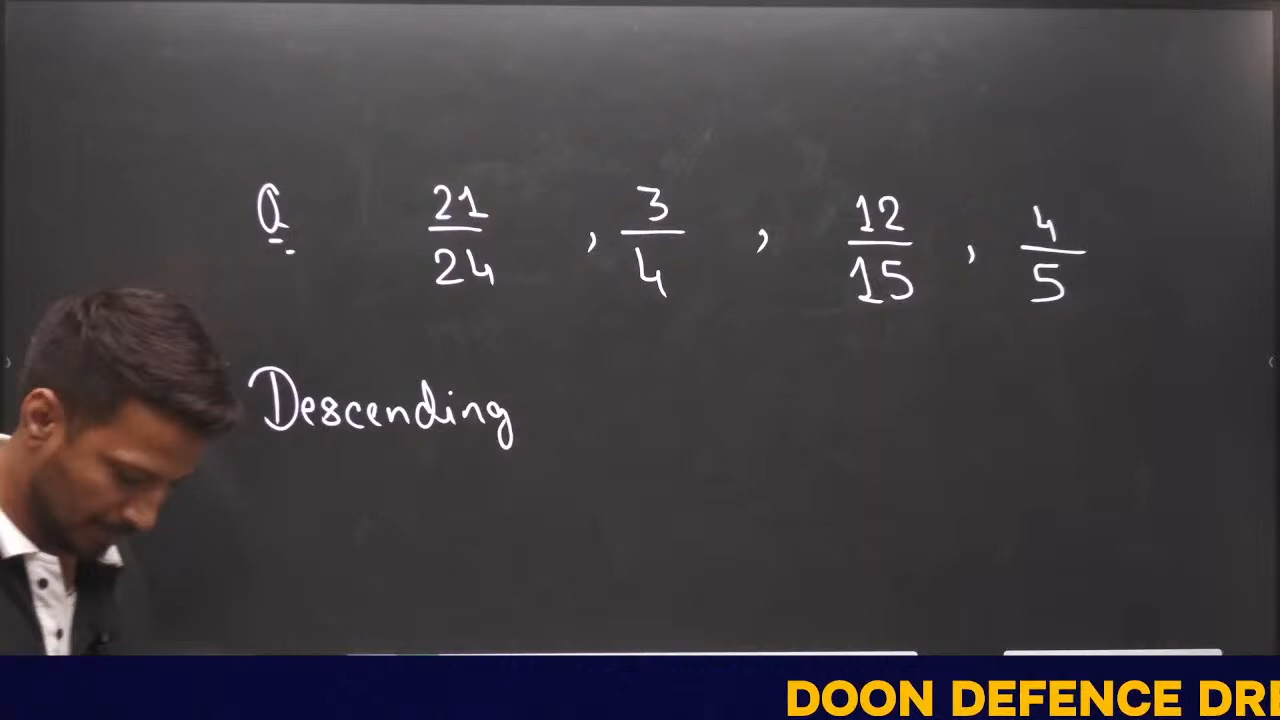 Q. 21/24 , 3/4 , 12/15 , 4/5
Descending
DOON DEFENCE DRE